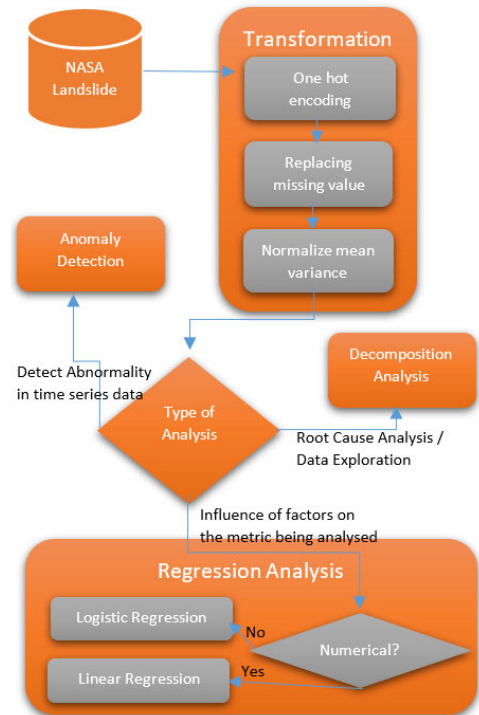 NASA
Landslide
Transformation
One hot
encoding
Replacing
missing value
Normalize mean
variance
Anomaly
Detection
Detect Abnormality
in time series data
Type of
Analysis
Decomposition
Analysis
Root Cause Analysis /
Data Exploration
Influence of factors on
the metric being analysed
Regression Analysis
Logistic Regression
No
Numerical?
Linear Regression
Yes